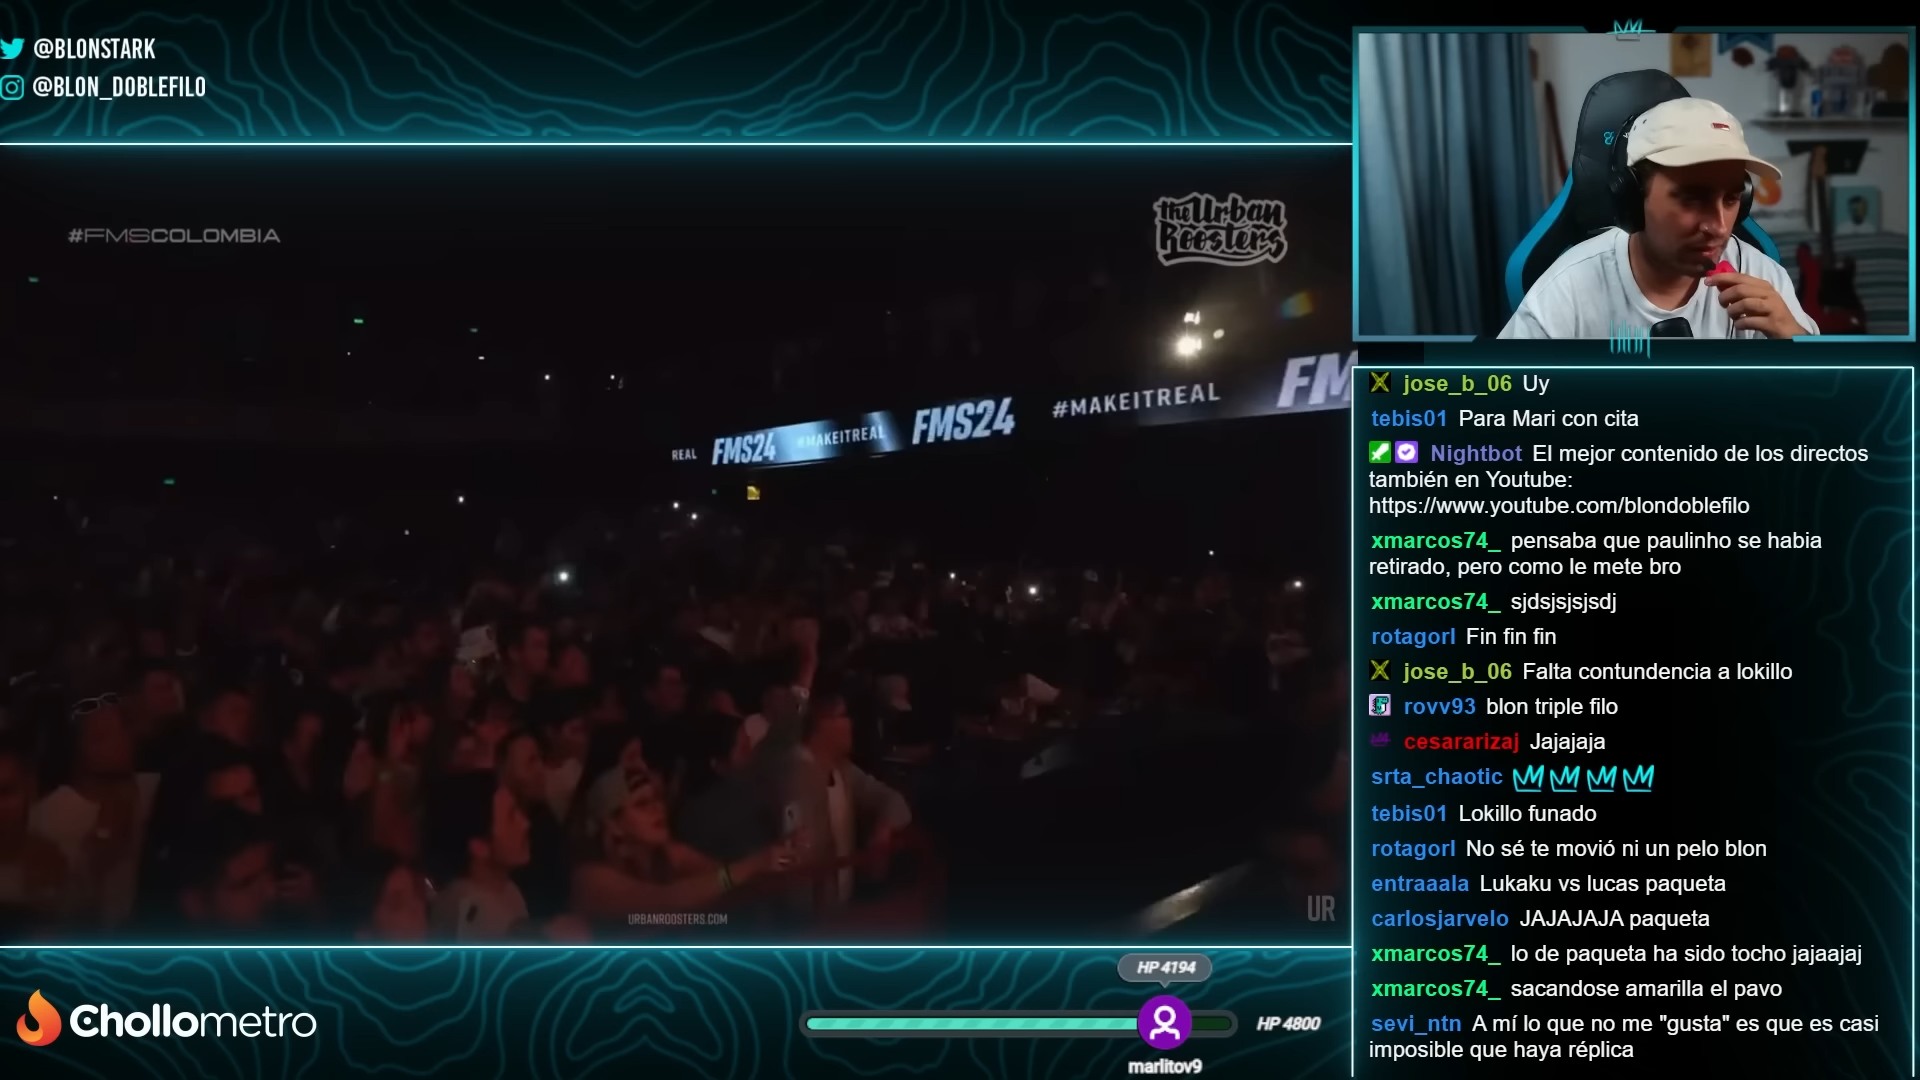 @BLONSTARK
@BLON_DOBLEFILO
#FMSCOLOMBIA
the Urban
Roosters
REAL FMS24 #MAKEITREAL FMS24 #MAKEITREAL FM
URBANROOSTERS.COM
UR
Chollometro
HP 4194
HP 4800
marlitov9
jose_b_06 Uy
tebis01 Para Mari con cita
Nightbot El mejor contenido de los directos
también en Youtube:
https://www.youtube.com/blondoblefilo
xmarcos74_ pensaba que paulinho se habia
retirado, pero como le mete bro
xmarcos74_ sjdsjsjsjsdj
rotagorl Fin fin fin
jose_b_06 Falta contundencia a lokillo
rovv93 blon triple filo
cesararizaj Jajajaja
srta_chaotic
tebis01 Lokillo funado
rotagorl No sé te movió ni un pelo blon
entraaala Lukaku vs lucas paqueta
carlosjarvelo JAJAJAJA paqueta
xmarcos74_ lo de paqueta ha sido tocho jajaajaj
xmarcos74_ sacandose amarilla el pavo
sevi_ntn A mí lo que no me "gusta" es que es casi
imposible que haya réplica